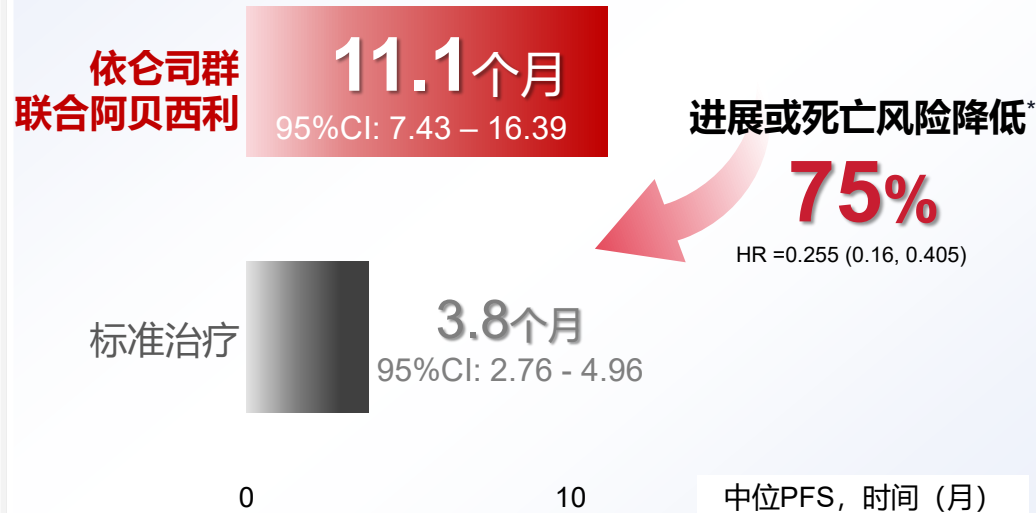 依仑司群
联合阿贝西利
11.1个月
95%CI: 7.43 – 16.39
进展或死亡风险降低*
75%
HR =0.255 (0.16, 0.405)
标准治疗
3.8个月
95%CI: 2.76 - 4.96
0
10
中位PFS，时间（月）